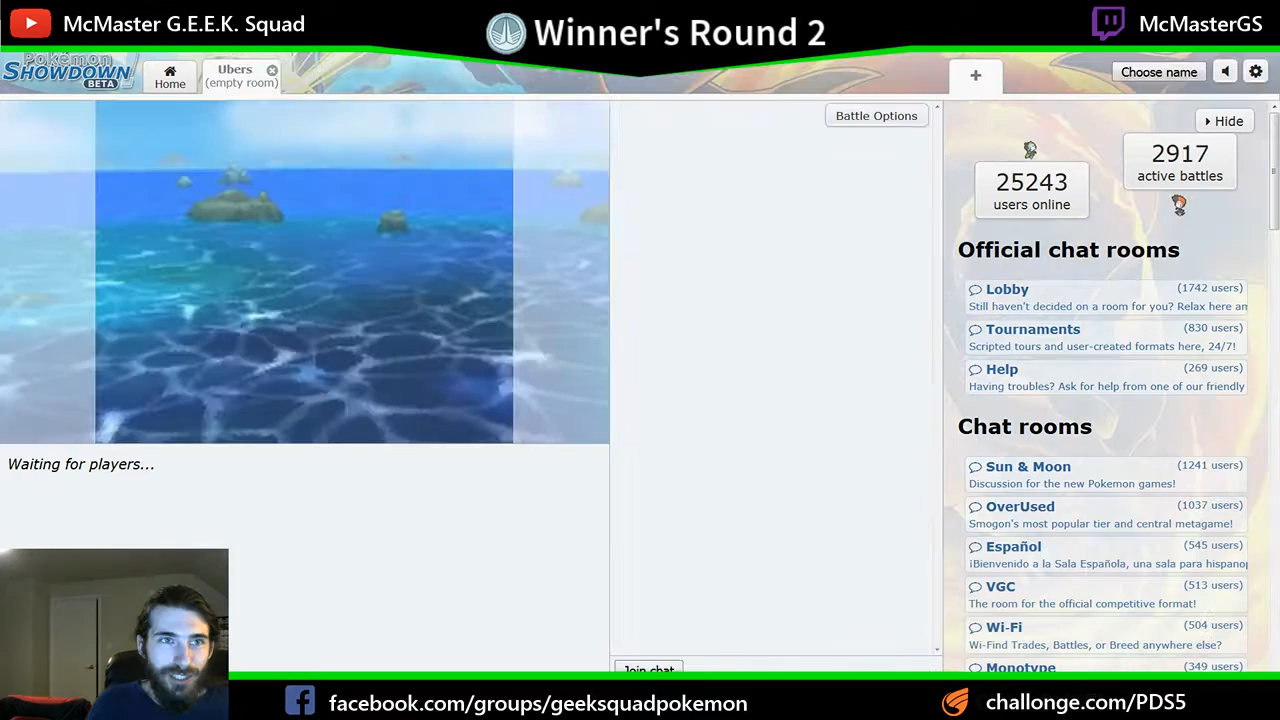 McMaster G.E.E.K. Squad
Winner's Round 2
McMasterGS
Pokémon
SHOWDOWN
BETA
Home
Ubers
(empty room)
+
Choose name
Battle Options
Hide
25243
users online
2917
active battles
Official chat rooms
Lobby (1742 users)
Still haven't decided on a room for you? Relax here an
Tournaments (830 users)
Scripted tours and user-created formats here, 24/7!
Help (269 users)
Having troubles? Ask for help from one of our friendly
Chat rooms
Sun & Moon (1241 users)
Discussion for the new Pokemon games!
OverUsed (1037 users)
Smogon's most popular tier and central metagame!
Español (545 users)
¡Bienvenido a la Sala Española, una sala para hispanop
VGC (513 users)
The room for the official competitive format!
Wi-Fi (504 users)
Wi-Find Trades, Battles, or Breed anywhere else?
Monotype (349 users)
Waiting for players...
Join chat
facebook.com/groups/geeksquadpokemon
challonge.com/PDS5